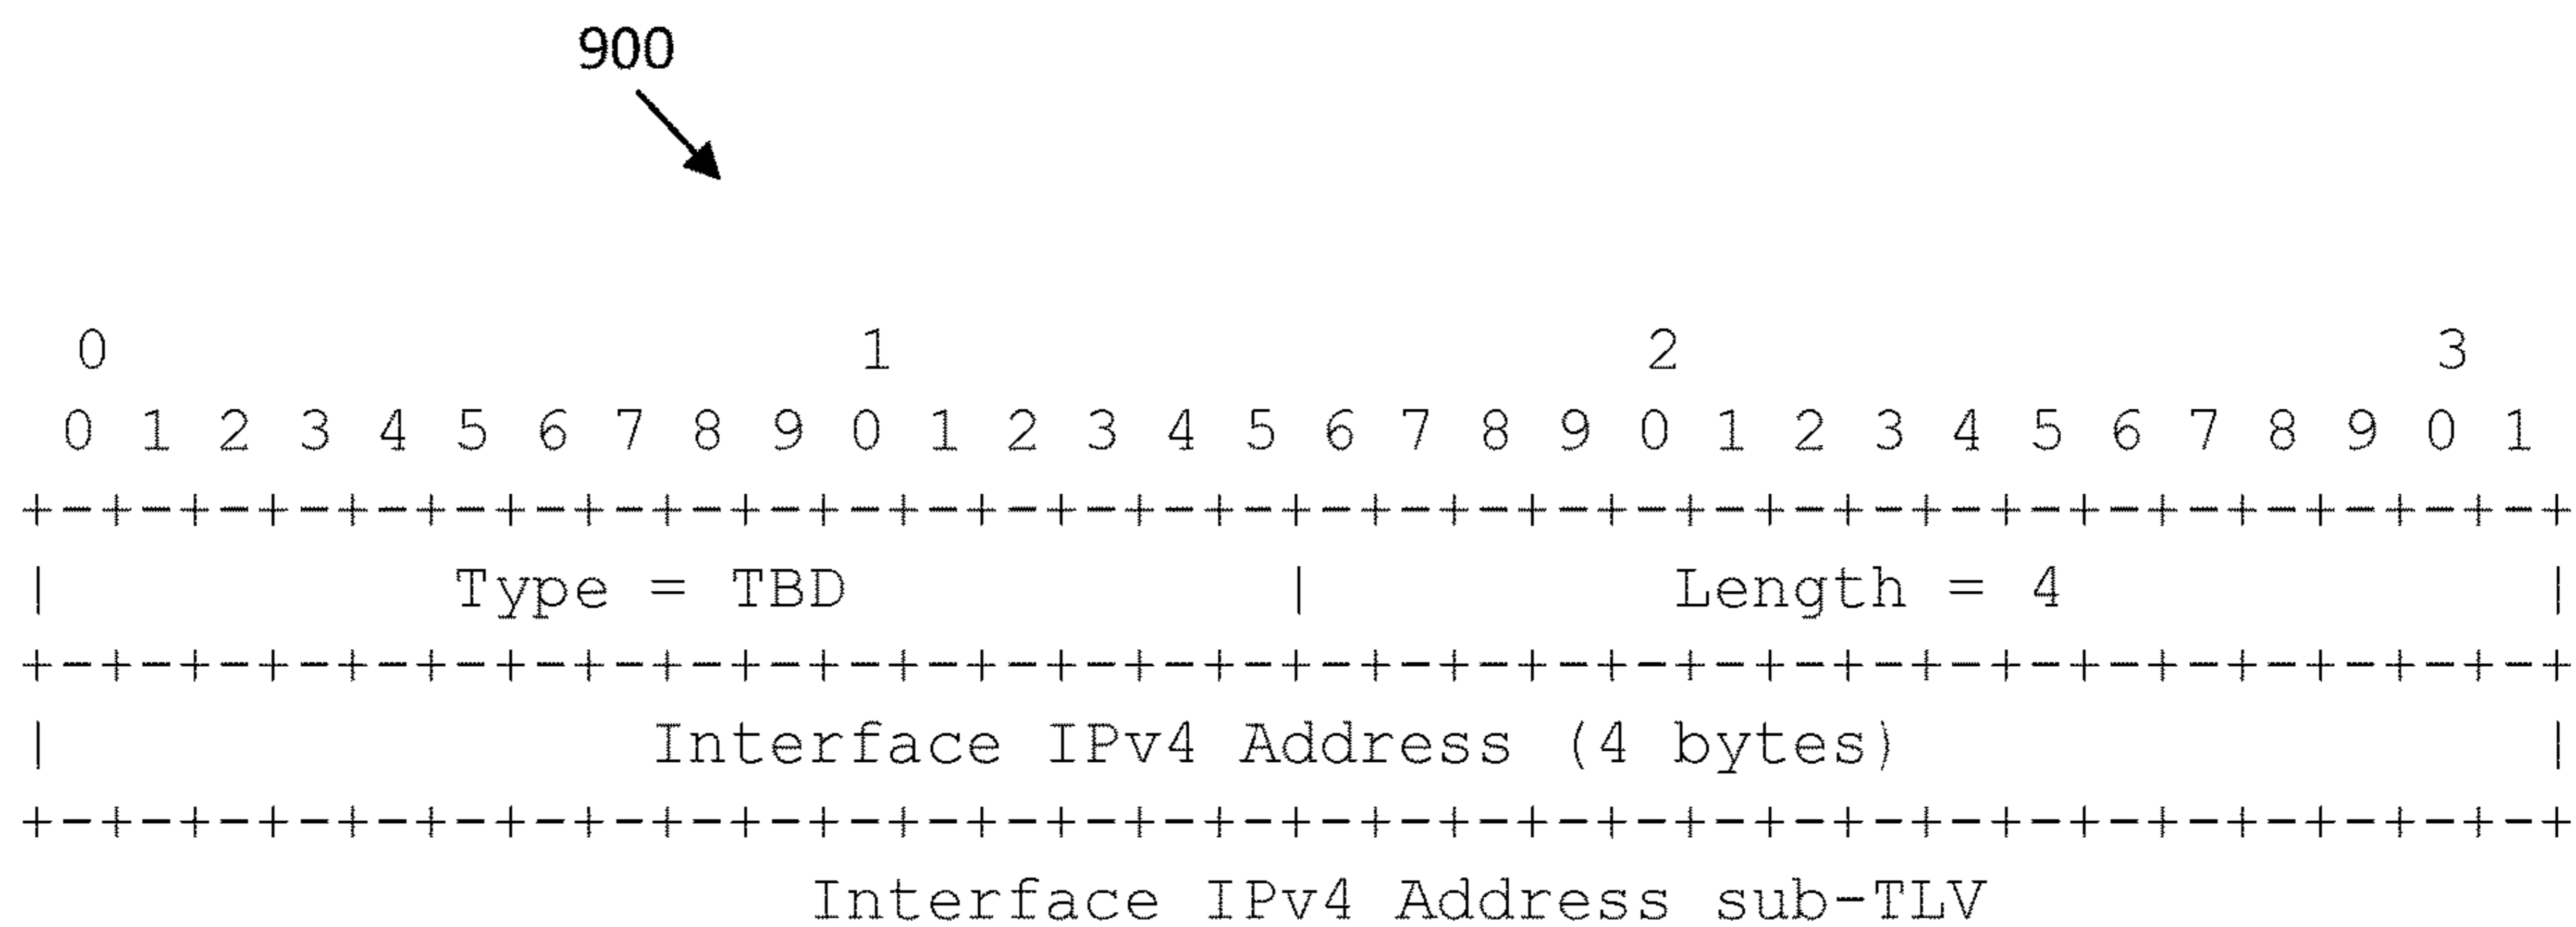 900
0 1 2 3
0 1 2 3 4 5 6 7 8 9 0 1 2 3 4 5 6 7 8 9 0 1 2 3 4 5 6 7 8 9 0 1
+-+-+-+-+-+-+-+-+-+-+-+-+-+-+-+-+-+-+-+-+-+-+-+-+-+-+-+-+-+-+-+-+
| Type = TBD | Length = 4 |
+-+-+-+-+-+-+-+-+-+-+-+-+-+-+-+-+-+-+-+-+-+-+-+-+-+-+-+-+-+-+-+-+
| Interface IPv4 Address (4 bytes) |
+-+-+-+-+-+-+-+-+-+-+-+-+-+-+-+-+-+-+-+-+-+-+-+-+-+-+-+-+-+-+-+-+
Interface IPv4 Address sub-TLV